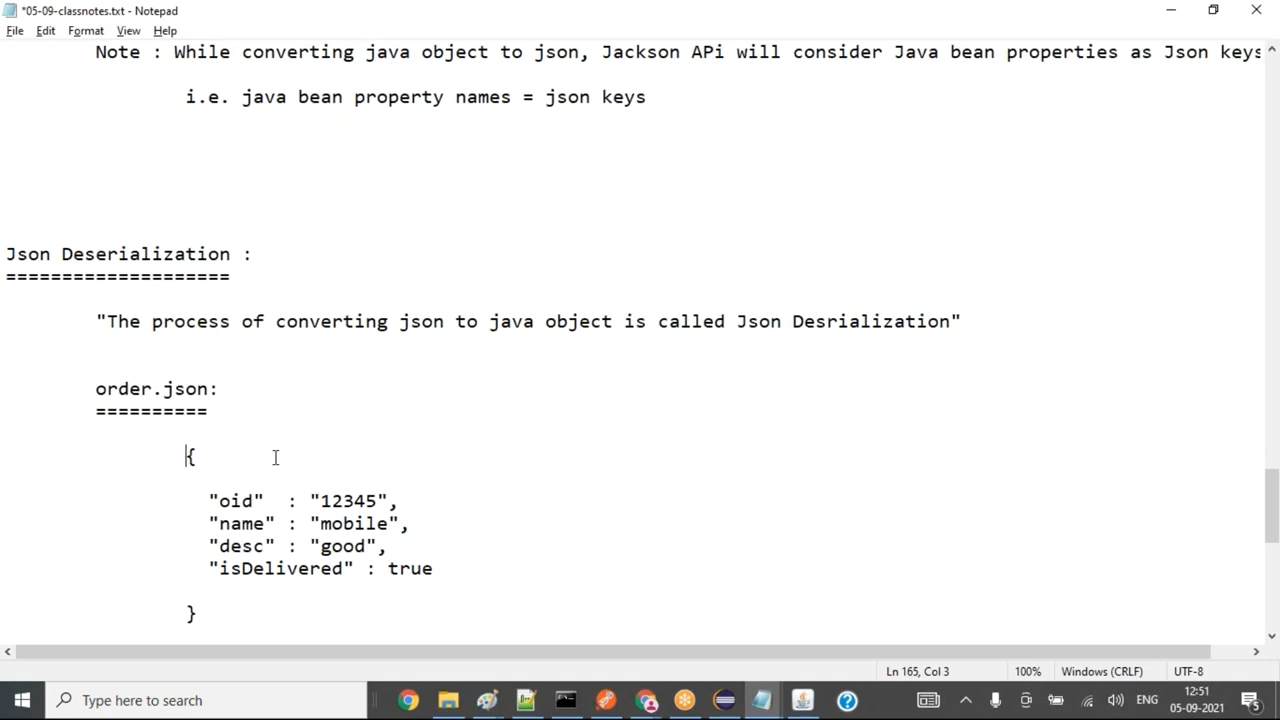 *05-09-classnotes.txt - Notepad
File Edit Format View Help
Note : While converting java object to json, Jackson APi will consider Java bean properties as Json keys
i.e. java bean property names = json keys
Json Deserialization :
====================
"The process of converting json to java object is called Json Desrialization"
order.json:
==========
{
"oid" : "12345",
"name" : "mobile",
"desc" : "good",
"isDelivered" : true
}
Ln 165, Col 3 100% Windows (CRLF) UTF-8
Type here to search
ENG
12:51
05-09-2021
5